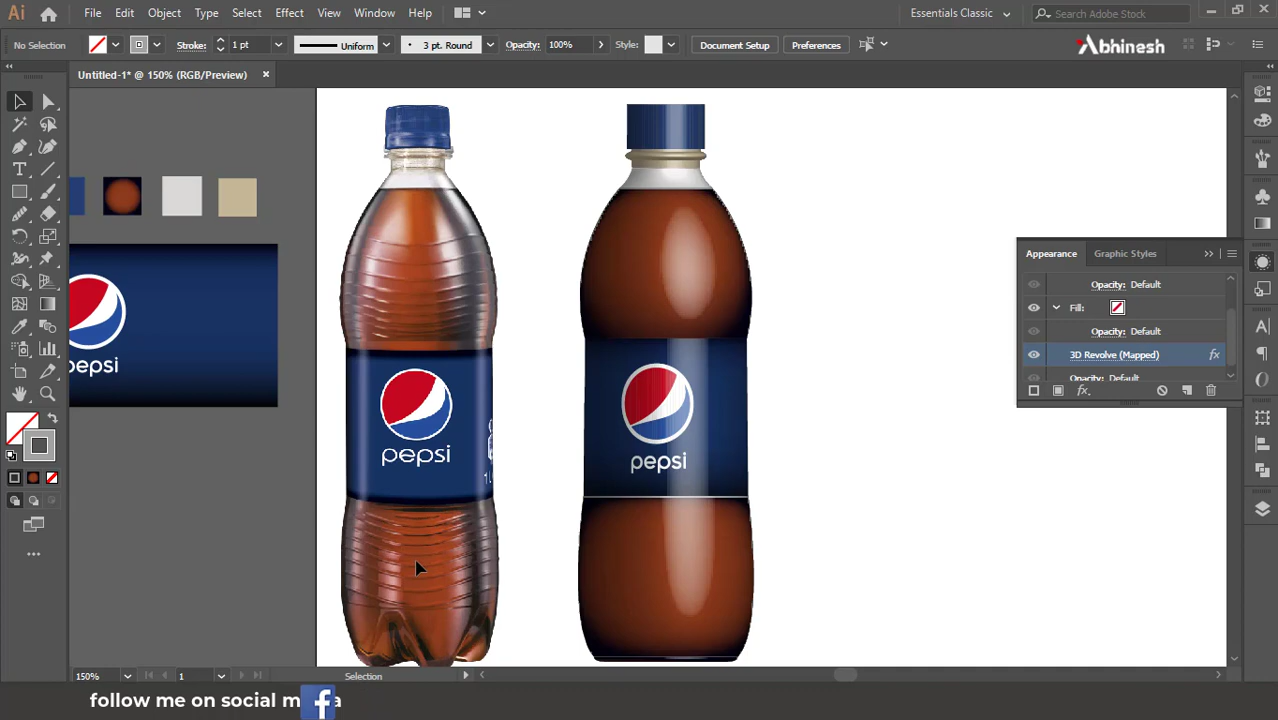 Ai File Edit Object Type Select Effect View Window Help Essentials Classic Search Adobe Stock
No Selection Stroke: 1 pt Uniform 3 pt. Round Opacity: 100% Style: Document Setup Preferences Abhinesh
Untitled-1* @ 150% (RGB/Preview)
Appearance Graphic Styles
Opacity: Default
Fill:
Opacity: Default
3D Revolve (Mapped) fx
Opacity: Default
fx
pepsi
pepsi
pepsi
150% 1 Selection
follow me on social m a